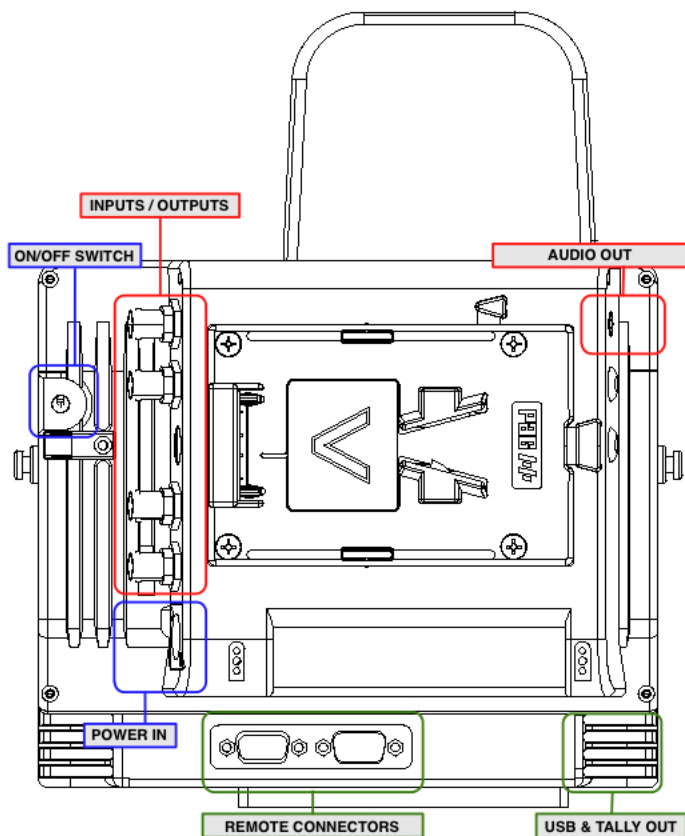 INPUTS / OUTPUTS
ON/OFF SWITCH
AUDIO OUT
POWER IN
REMOTE CONNECTORS
USB & TALLY OUT